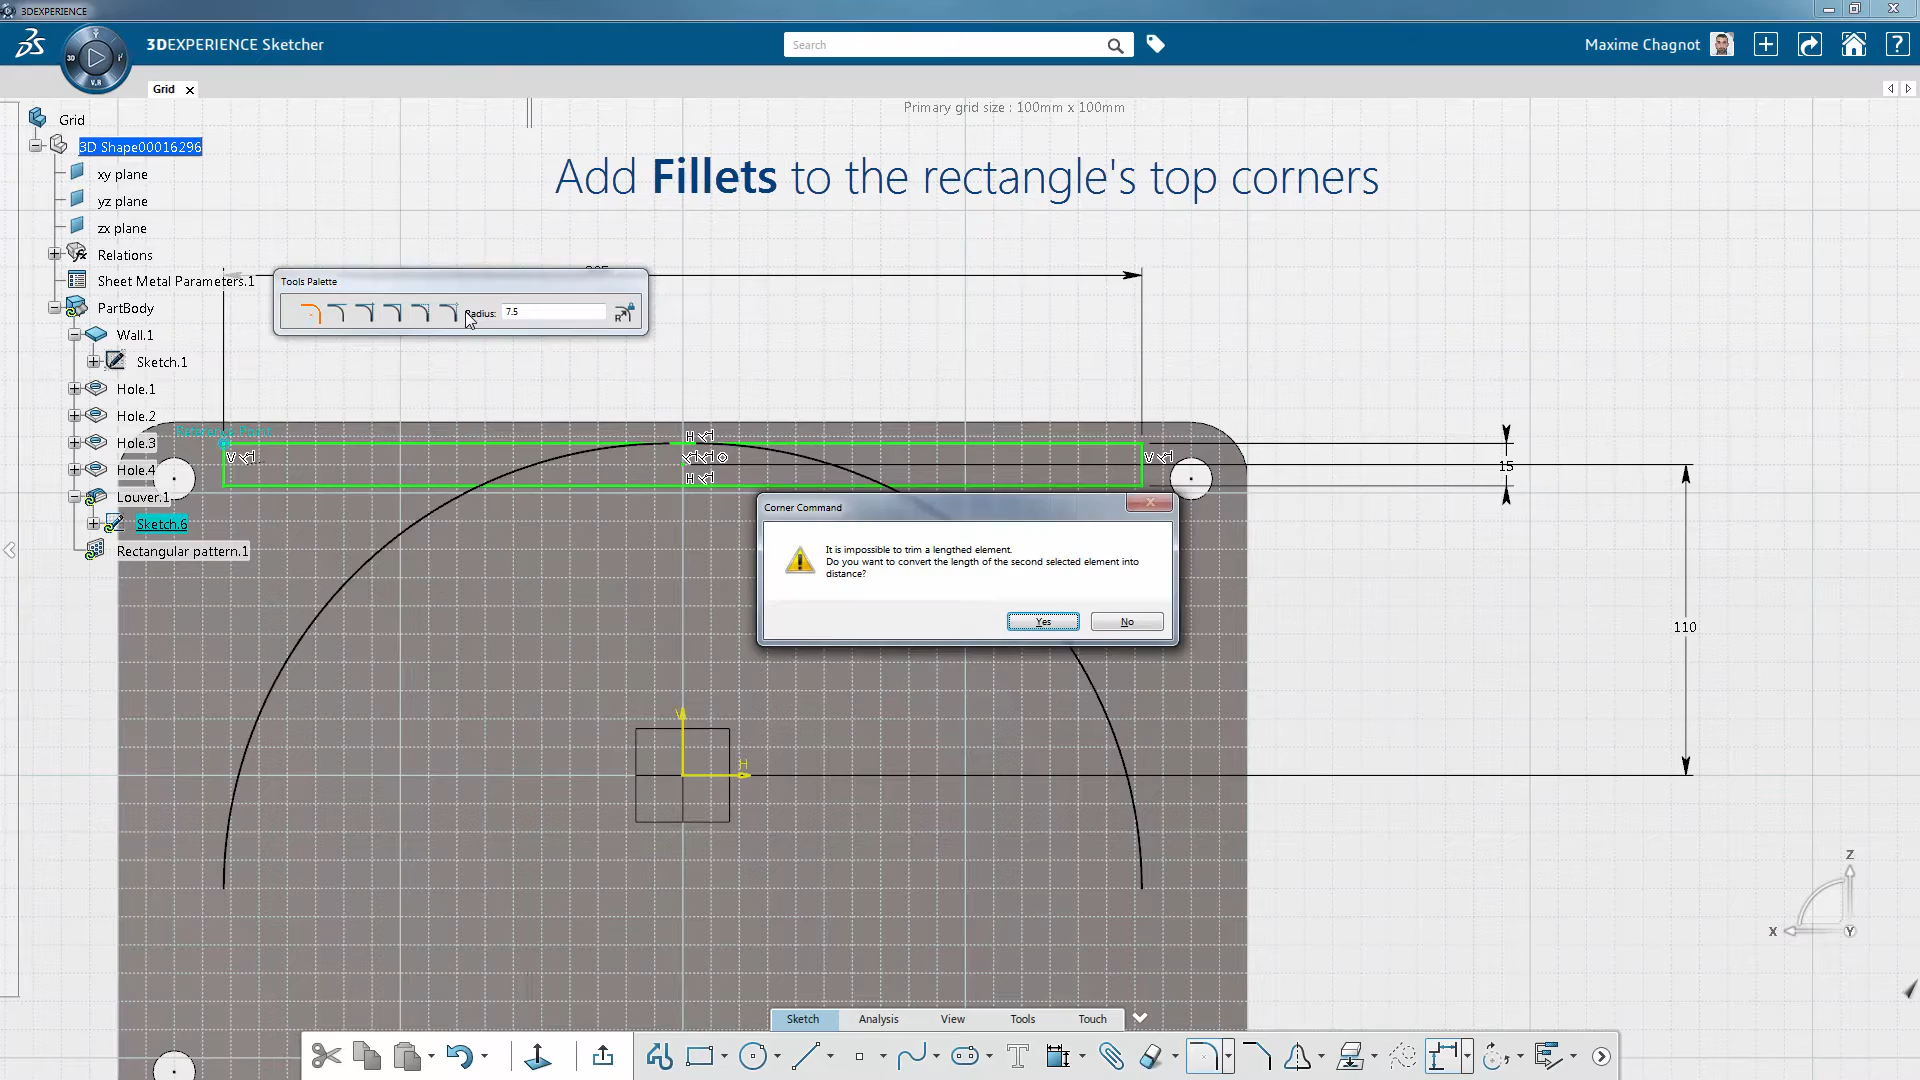 3DEXPERIENCE
3DEXPERIENCE Sketcher
Search
Maxime Chagnot
3D
V.R
Grid
Primary grid size : 100mm x 100mm
Add Fillets to the rectangle's top corners
Grid
3D Shape00016296
xy plane
yz plane
zx plane
Relations
Sheet Metal Parameters.1
PartBody
Wall.1
Sketch.1
Hole.1
Hole.2
Hole.3
Hole.4
Louver.1
Sketch.6
Rectangular pattern.1
Tools Palette
Radius: 7.5
Reference Point
H
V
V
H
15
110
Corner Command
It is impossible to trim a lengthed element.
Do you want to convert the length of the second selected element into
distance?
Yes
No
V
H
Z
X
Y
Sketch
Analysis
View
Tools
Touch